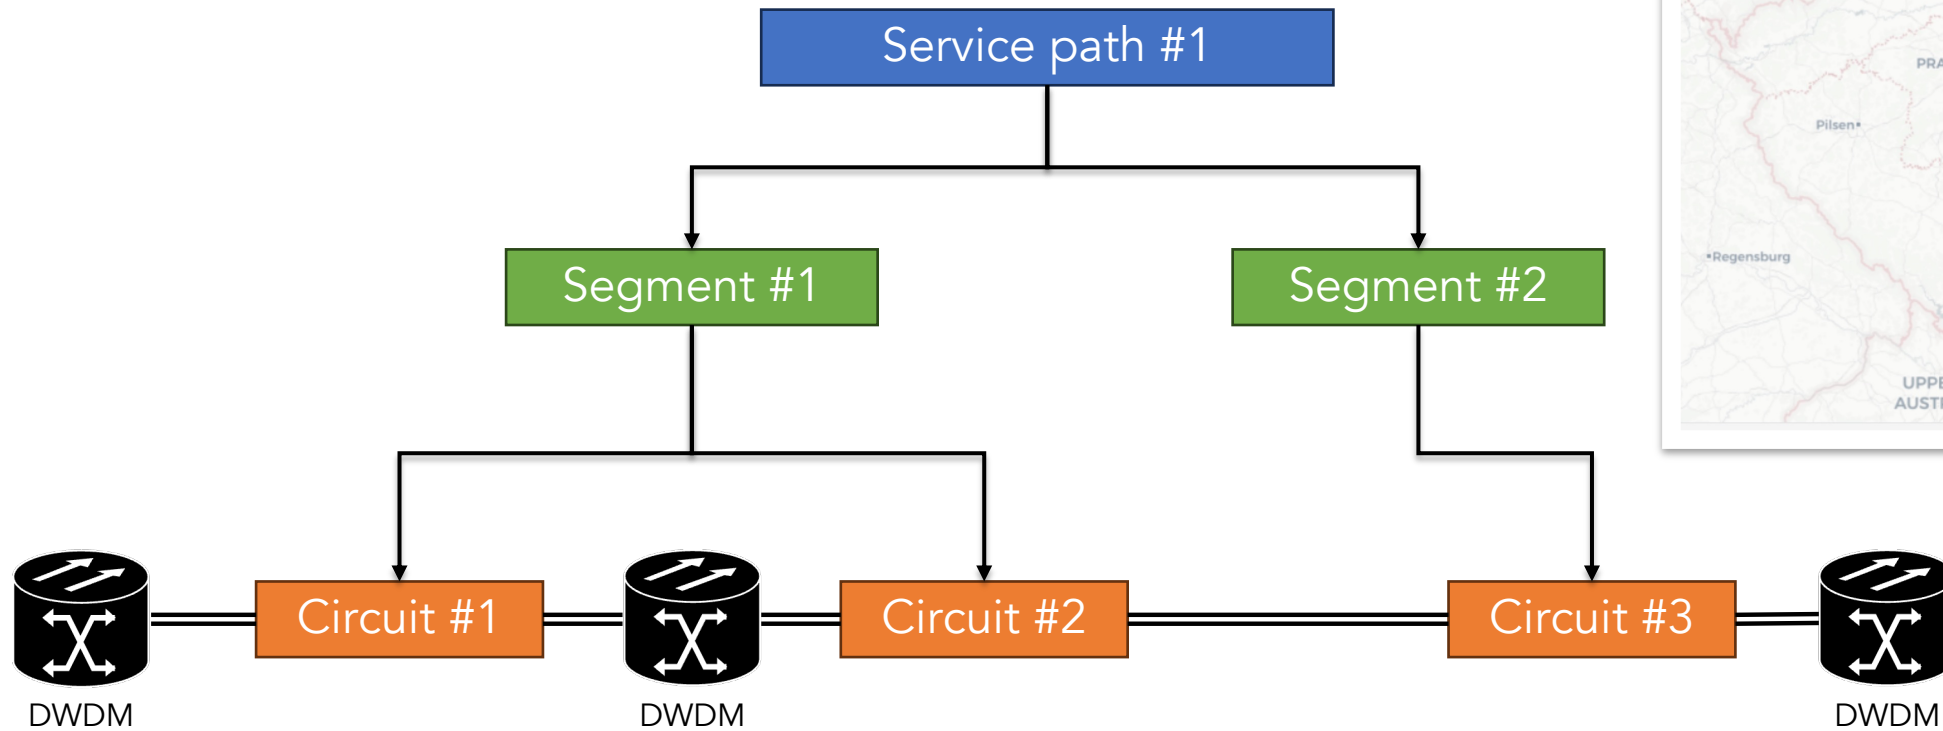 Service path #1
Pilsen
Segment #1
Segment #2
Regensburg
Circuit #1
Circuit #2
Circuit #3
DWDM
DWDM
DWDM